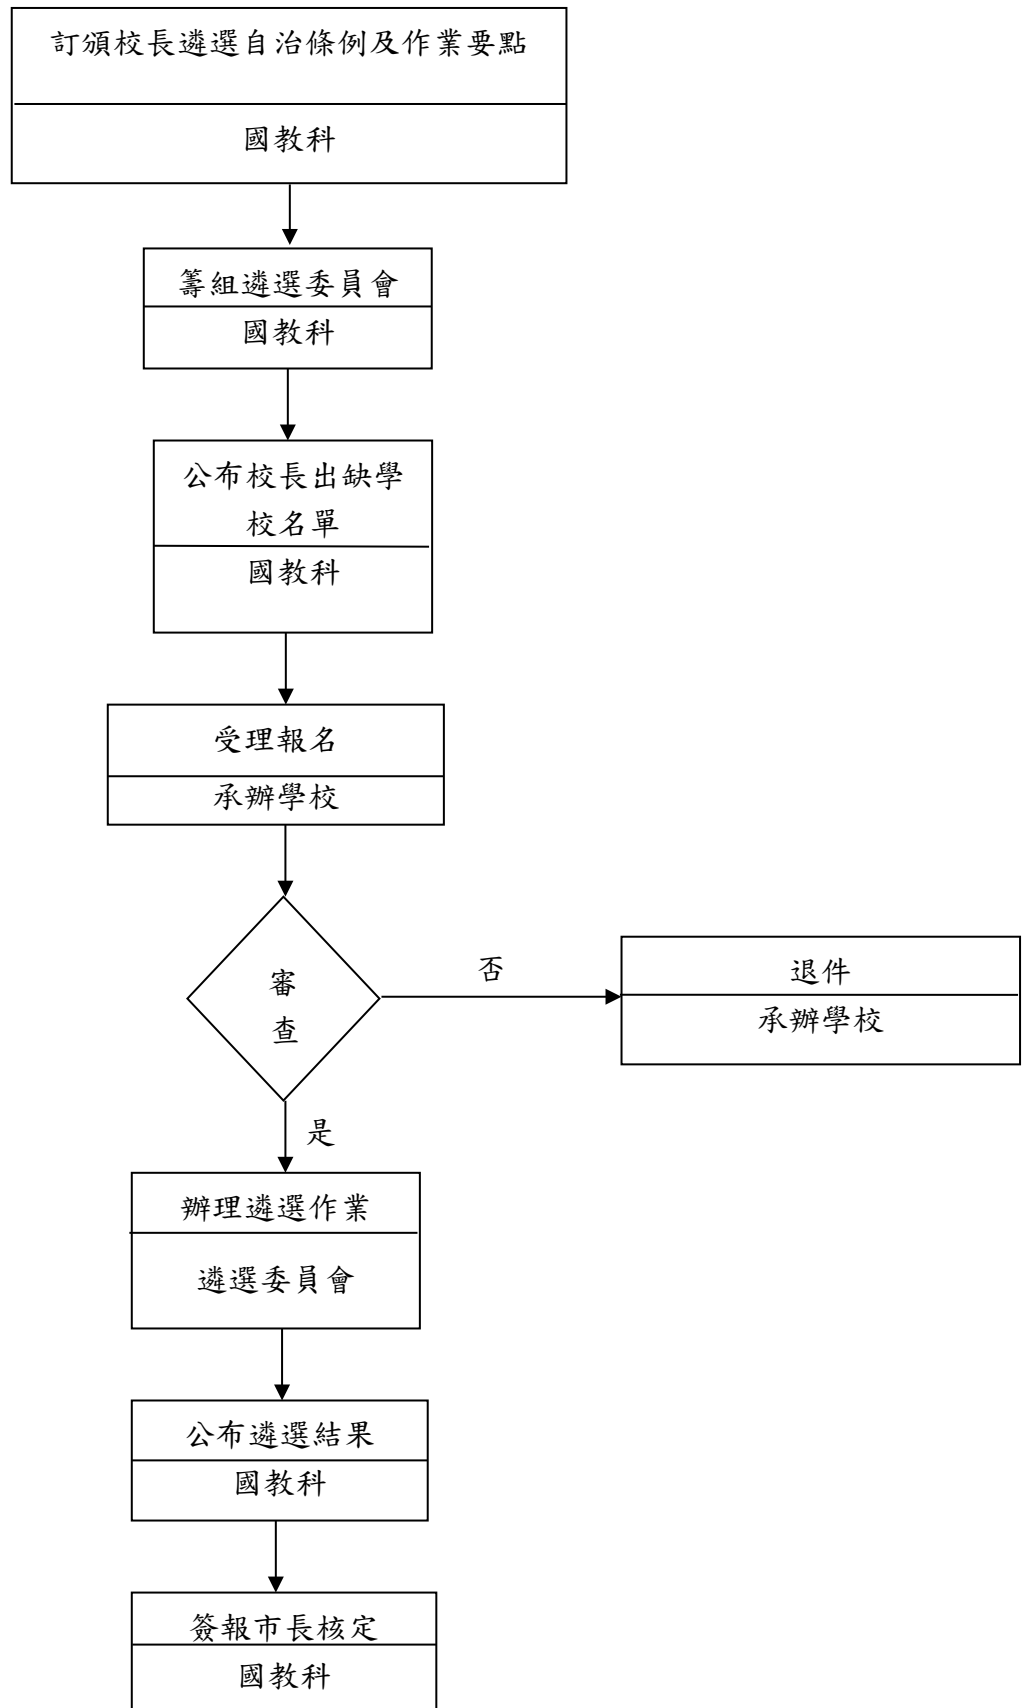 訂頒校長遴選自治條例及作業要點
國教科
籌組遴選委員會
國教科
公布校長出缺學
校名單
國教科
受理報名
承辦學校
審
查
否
退件
承辦學校
是
辦理遴選作業
遴選委員會
公布遴選結果
國教科
簽報市長核定
國教科